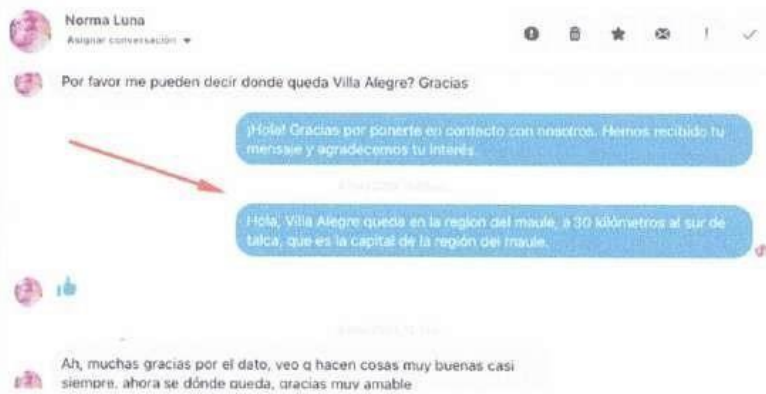 Norma Luna
Asignar conversación
Por favor me pueden decir donde queda Villa Alegre? Gracias
¡Hola! Gracias por ponerte en contacto con nosotros. Hemos recibido tu
mensaje y agradecemos tu interés.
Hola, Villa Alegre queda en la region del maule, a 30 kilómetros al sur de
talca, que es la capital de la región del maule.
Ah, muchas gracias por el dato, veo q hacen cosas muy buenas casi
siempre, ahora se dónde queda, gracias muy amable